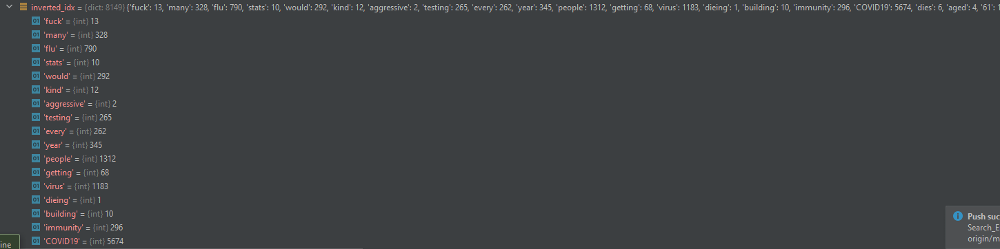 inverted_idx = {dict: 8149} {'fuck': 13, 'many': 328, 'flu': 790, 'stats': 10, 'would': 292, 'kind': 12, 'aggressive': 2, 'testing': 265, 'every': 262, 'year': 345, 'people': 1312, 'getting': 68, 'virus': 1183, 'dieing': 1, 'building': 10, 'immunity': 296, 'COVID19': 5674, 'dies': 6, 'aged': 4, '61': 1
01 'fuck' = {int} 13
01 'many' = {int} 328
01 'flu' = {int} 790
01 'stats' = {int} 10
01 'would' = {int} 292
01 'kind' = {int} 12
01 'aggressive' = {int} 2
01 'testing' = {int} 265
01 'every' = {int} 262
01 'year' = {int} 345
01 'people' = {int} 1312
01 'getting' = {int} 68
01 'virus' = {int} 1183
01 'dieing' = {int} 1
01 'building' = {int} 10
01 'immunity' = {int} 296
01 'COVID19' = {int} 5674
Push suc
Search_E
origin/m
ine